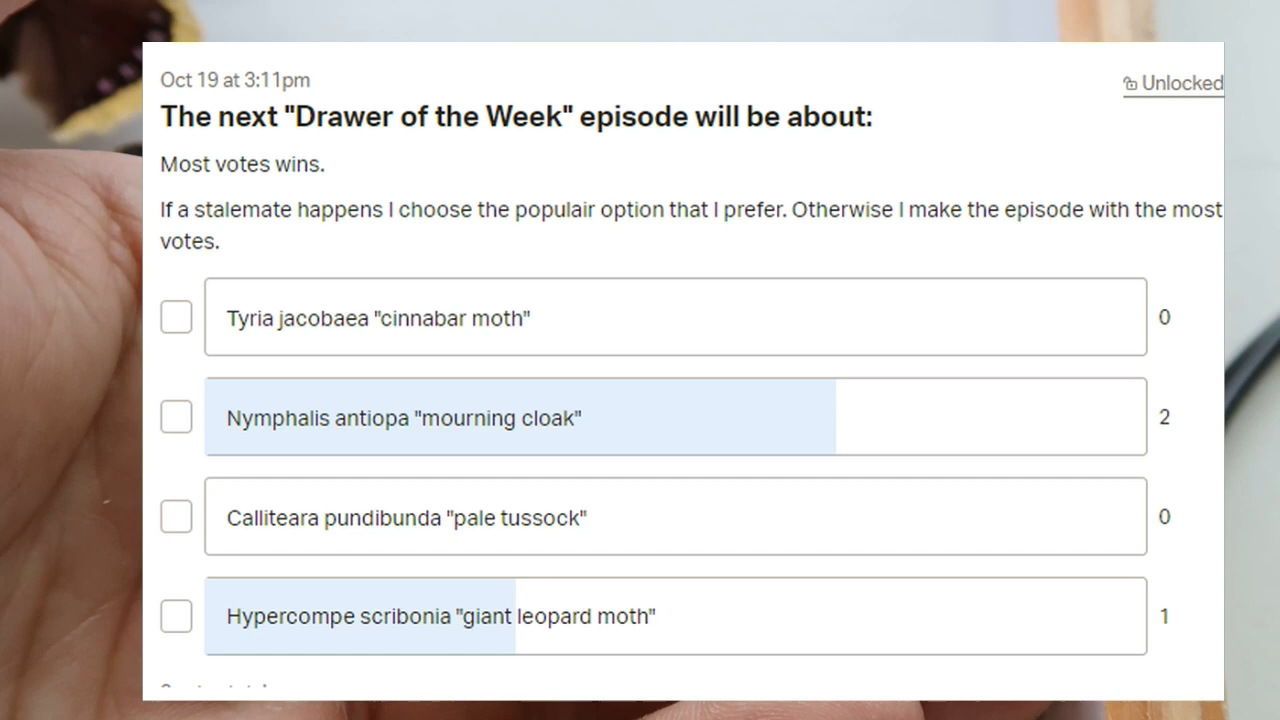 Oct 19 at 3:11pm
Unlocked
The next "Drawer of the Week" episode will be about:
Most votes wins.
If a stalemate happens I choose the populair option that I prefer. Otherwise I make the episode with the most
votes.
Tyria jacobaea "cinnabar moth"
0
Nymphalis antiopa "mourning cloak"
2
Calliteara pundibunda "pale tussock"
0
Hypercompe scribonia "giant leopard moth"
1